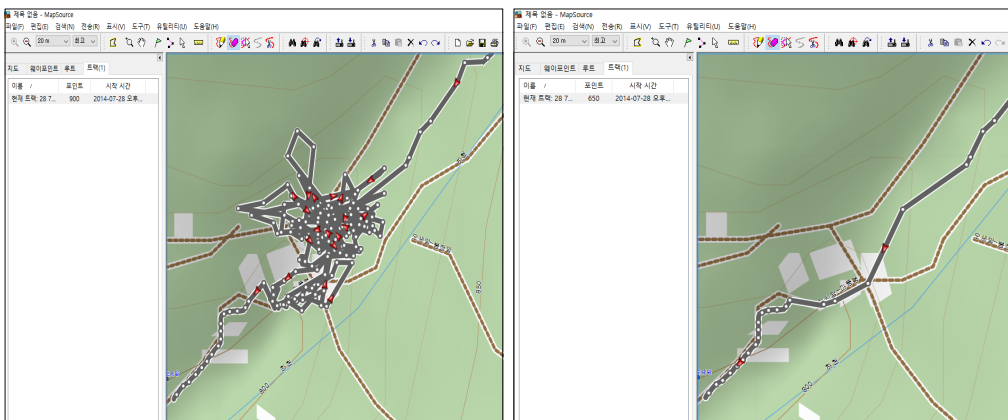 제목 없음 - MapSource
파일(F) 편집(E) 검색(N) 전송(R) 표시(V) 도구(T) 유틸리티(U) 도움말(H)
20 m 최고
지도 웨이포인트 루트 트랙(1)
이름 / 포인트 시작 시간
현재 트랙: 28 7... 900 2014-07-28 오후...
850
800
제목 없음 - MapSource
파일(F) 편집(E) 검색(N) 전송(R) 표시(V) 도구(T) 유틸리티(U) 도움말(H)
20 m 최고
지도 웨이포인트 루트 트랙(1)
이름 / 포인트 시작 시간
현재 트랙: 28 7... 650 2014-07-28 오후...
850
800